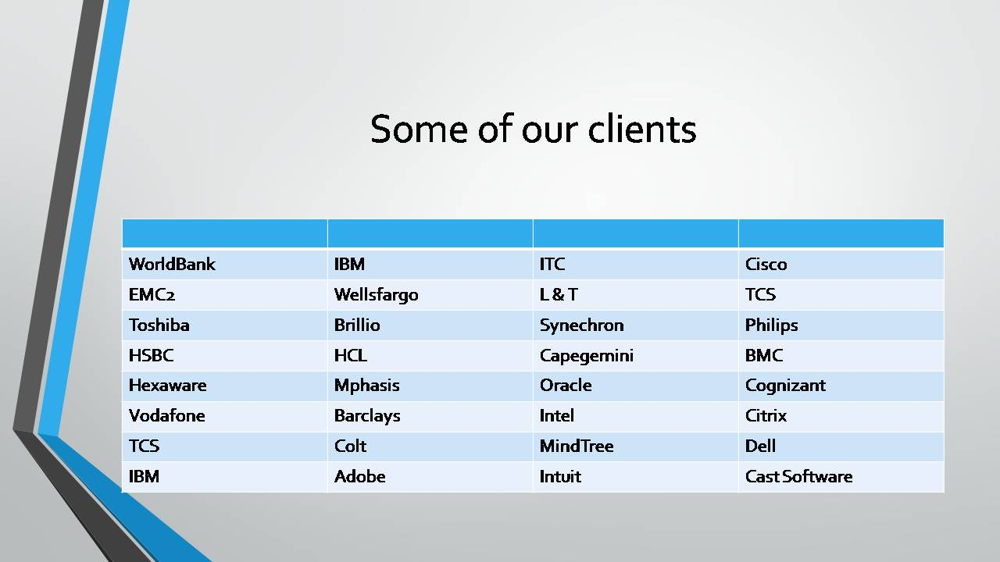 Some of our clients
WorldBank IBM ITC Cisco
EMC2 Wellsfargo L & T TCS
Toshiba Brillio Synechron Philips
HSBC HCL Capegemini BMC
Hexaware Mphasis Oracle Cognizant
Vodafone Barclays Intel Citrix
TCS Colt MindTree Dell
IBM Adobe Intuit Cast Software